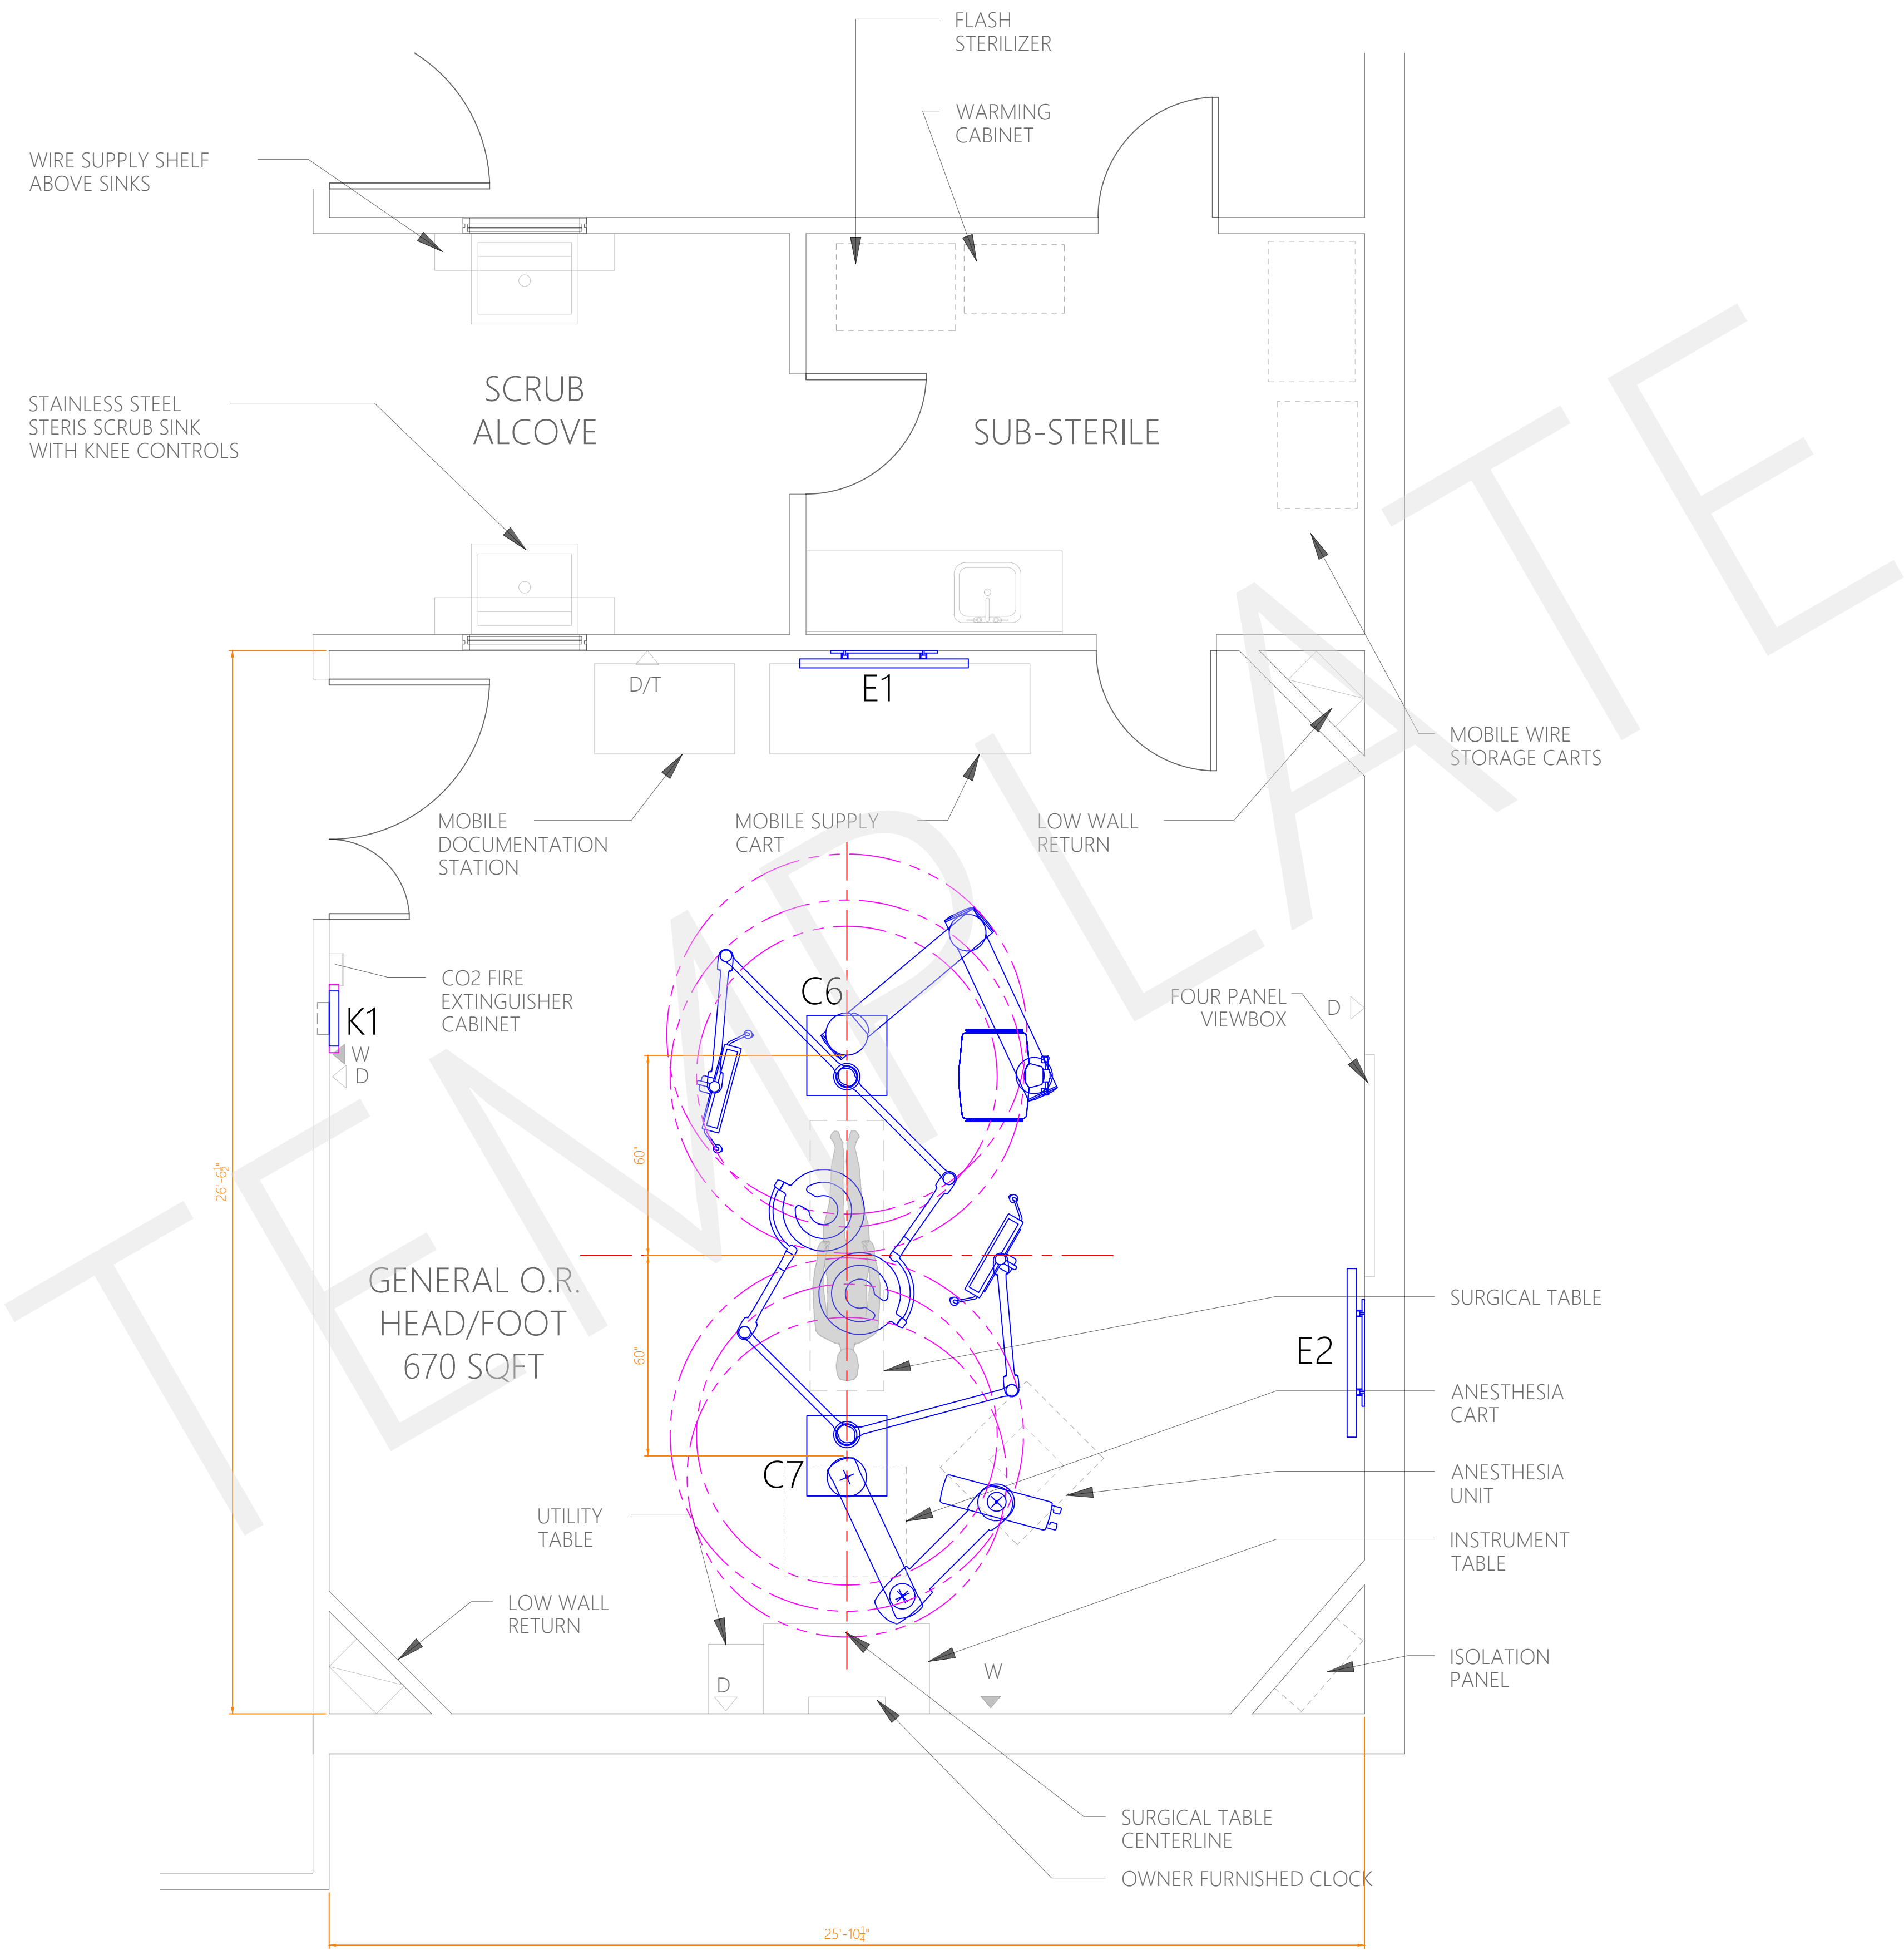 FLASH
STERILIZER
WARMING
CABINET
WIRE SUPPLY SHELF
ABOVE SINKS
STAINLESS STEEL
STERIS SCRUB SINK
WITH KNEE CONTROLS
SCRUB
ALCOVE
SUB-STERILE
D/T
E1
MOBILE WIRE
STORAGE CARTS
MOBILE
DOCUMENTATION
STATION
MOBILE SUPPLY
CART
LOW WALL
RETURN
CO2 FIRE
EXTINGUISHER
CABINET
C6
FOUR PANEL
VIEWBOX
D
K1
W
D
26'-6½"
60"
GENERAL O.R.
HEAD/FOOT
670 SQFT
60"
SURGICAL TABLE
E2
ANESTHESIA
CART
C7
ANESTHESIA
UNIT
UTILITY
TABLE
INSTRUMENT
TABLE
LOW WALL
RETURN
D
W
ISOLATION
PANEL
SURGICAL TABLE
CENTERLINE
OWNER FURNISHED CLOCK
25'-10¼"
TEMPLATE